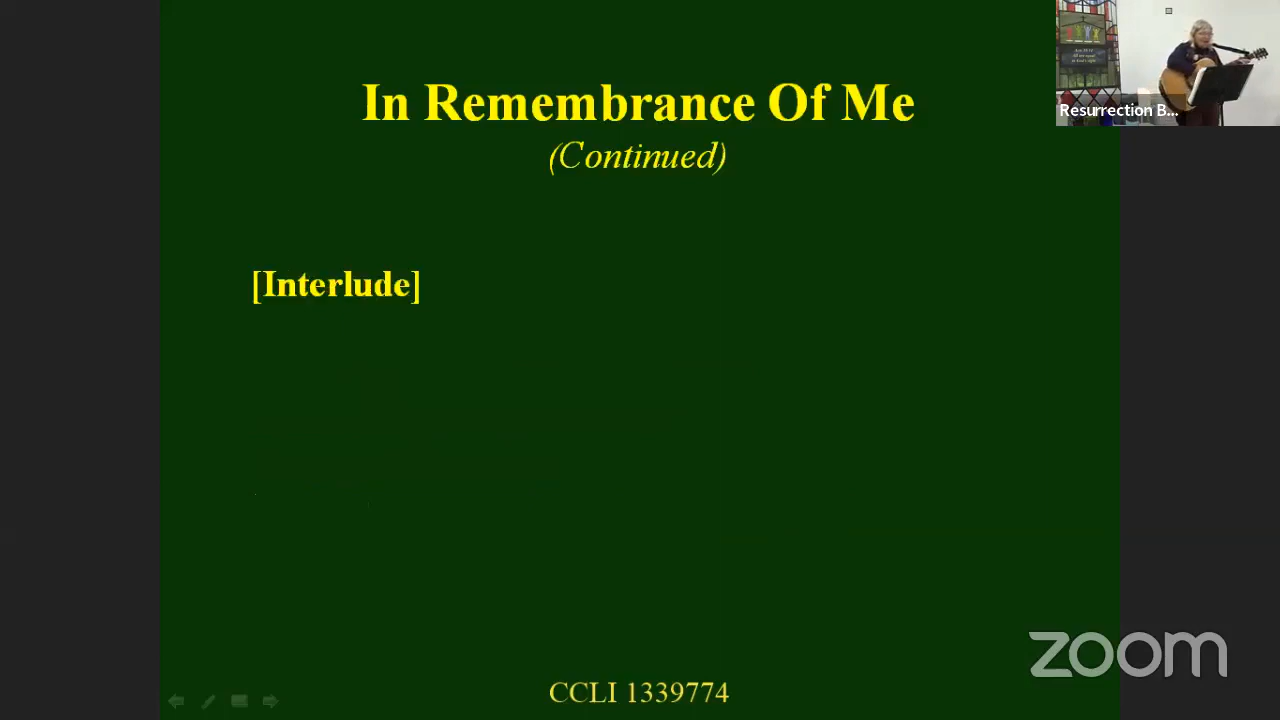 In Remembrance Of Me
(Continued)
[Interlude]
CCLI 1339774
Resurrection B...
zoom